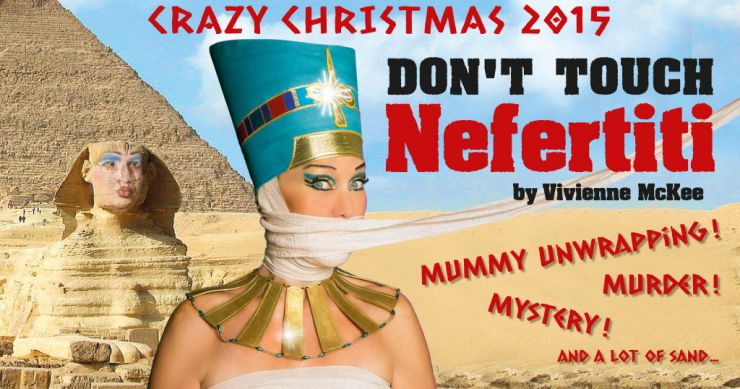 CRAZY CHRISTMAS 2015
DON'T TOUCH
Nefertiti
by Vivienne McKee
MUMMY UNWRAPPiNG!
MURDER!
MYSTERY!
AND A LOT OF SAND...